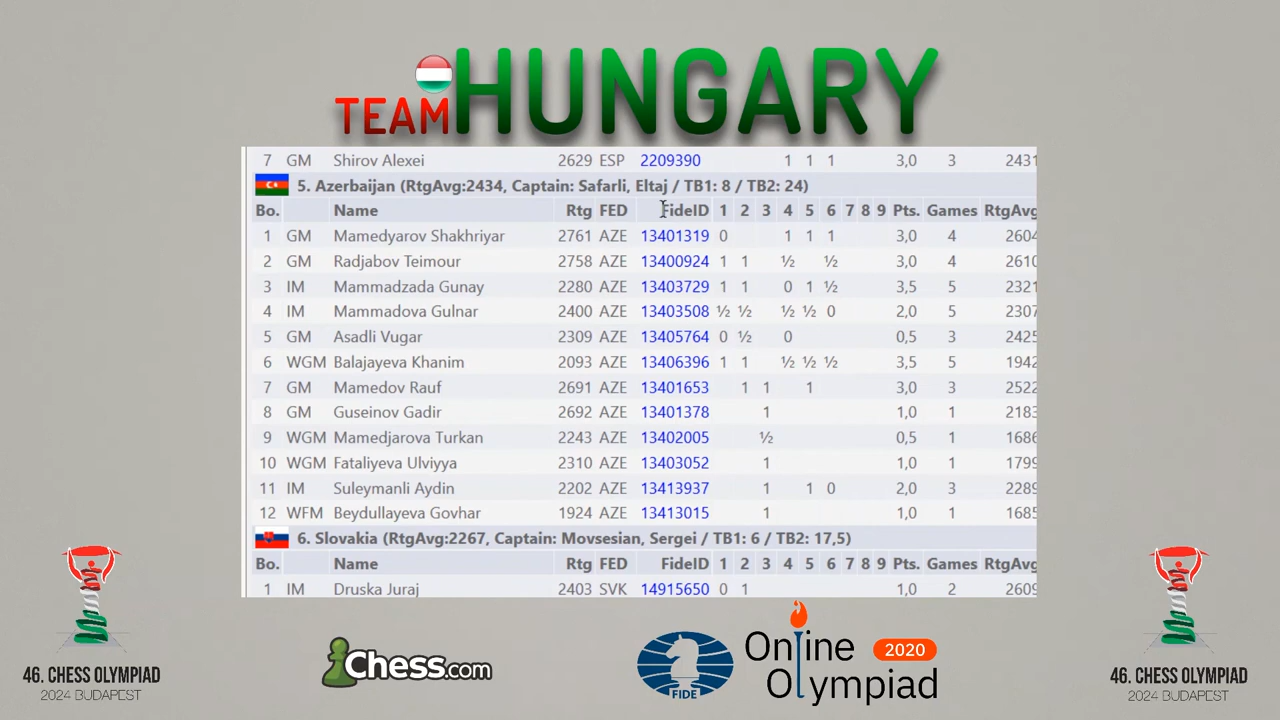 TEAM HUNGARY
7 GM Shirov Alexei 2629 ESP 2209390 1 1 1 3,0 3 2431
5. Azerbaijan (RtgAvg:2434, Captain: Safarli, Eltaj / TB1: 8 / TB2: 24)
Bo. Name Rtg FED FideID 1 2 3 4 5 6 7 8 9 Pts. Games RtgAvg
1 GM Mamedyarov Shakhriyar 2761 AZE 13401319 0 1 1 1 3,0 4 2604
2 GM Radjabov Teimour 2758 AZE 13400924 1 1 ½ ½ 3,0 4 2610
3 IM Mammadzada Gunay 2280 AZE 13403729 1 1 0 1 ½ 3,5 5 2321
4 IM Mammadova Gulnar 2400 AZE 13403508 ½ ½ ½ ½ 0 2,0 5 2307
5 GM Asadli Vugar 2309 AZE 13405764 0 ½ 0 0,5 3 2425
6 WGM Balajayeva Khanim 2093 AZE 13406396 1 1 ½ ½ ½ 3,5 5 1942
7 GM Mamedov Rauf 2691 AZE 13401653 1 1 1 3,0 3 2522
8 GM Guseinov Gadir 2692 AZE 13401378 1 1,0 1 2183
9 WGM Mamedjarova Turkan 2243 AZE 13402005 ½ 0,5 1 1686
10 WGM Fataliyeva Ulviyya 2310 AZE 13403052 1 1,0 1 1799
11 IM Suleymanli Aydin 2202 AZE 13413937 1 1 0 2,0 3 2289
12 WFM Beydullayeva Govhar 1924 AZE 13413015 1 1,0 1 1685
6. Slovakia (RtgAvg:2267, Captain: Movsesian, Sergei / TB1: 6 / TB2: 17,5)
Bo. Name Rtg FED FideID 1 2 3 4 5 6 7 8 9 Pts. Games RtgAvg
1 IM Druska Juraj 2403 SVK 14915650 0 1 1,0 2 2609
46. CHESS OLYMPIAD
2024 BUDAPEST
Chess.com
FIDE
Online 2020
Olympiad
46. CHESS OLYMPIAD
2024 BUDAPEST